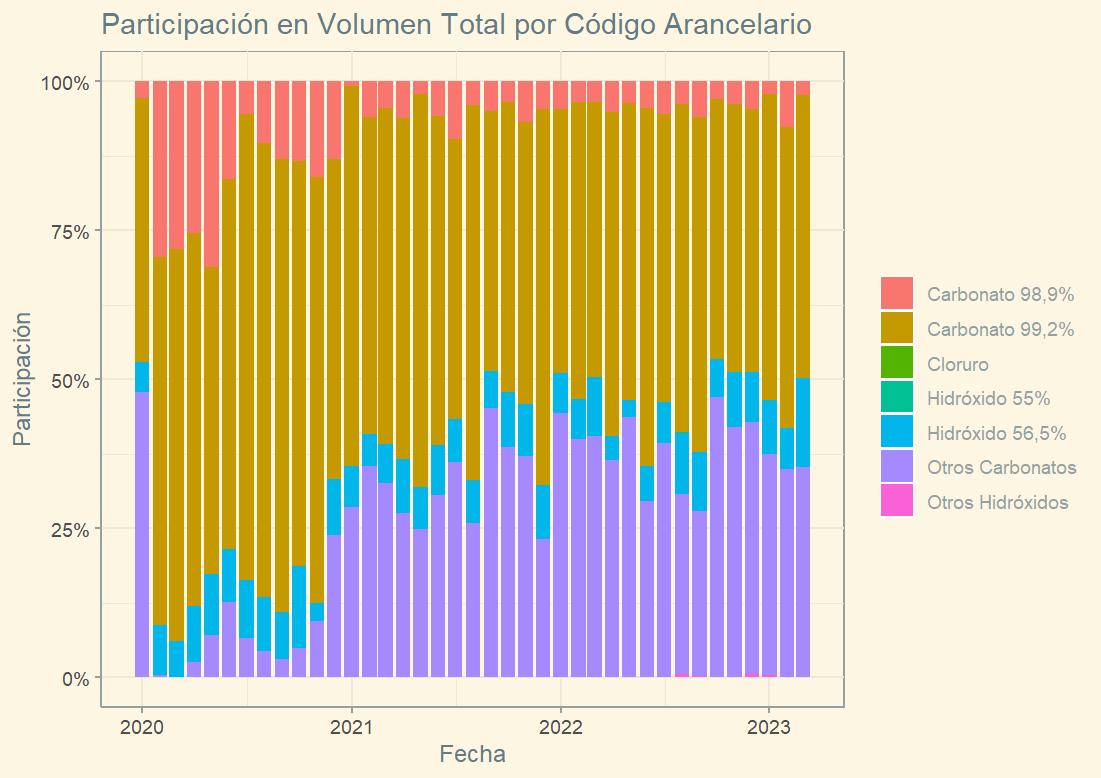 Participación en Volumen Total por Código Arancelario
100%
75%
50%
25%
0%
Participación
2020
2021
2022
2023
Fecha
Carbonato 98,9%
Carbonato 99,2%
Cloruro
Hidróxido 55%
Hidróxido 56,5%
Otros Carbonatos
Otros Hidróxidos